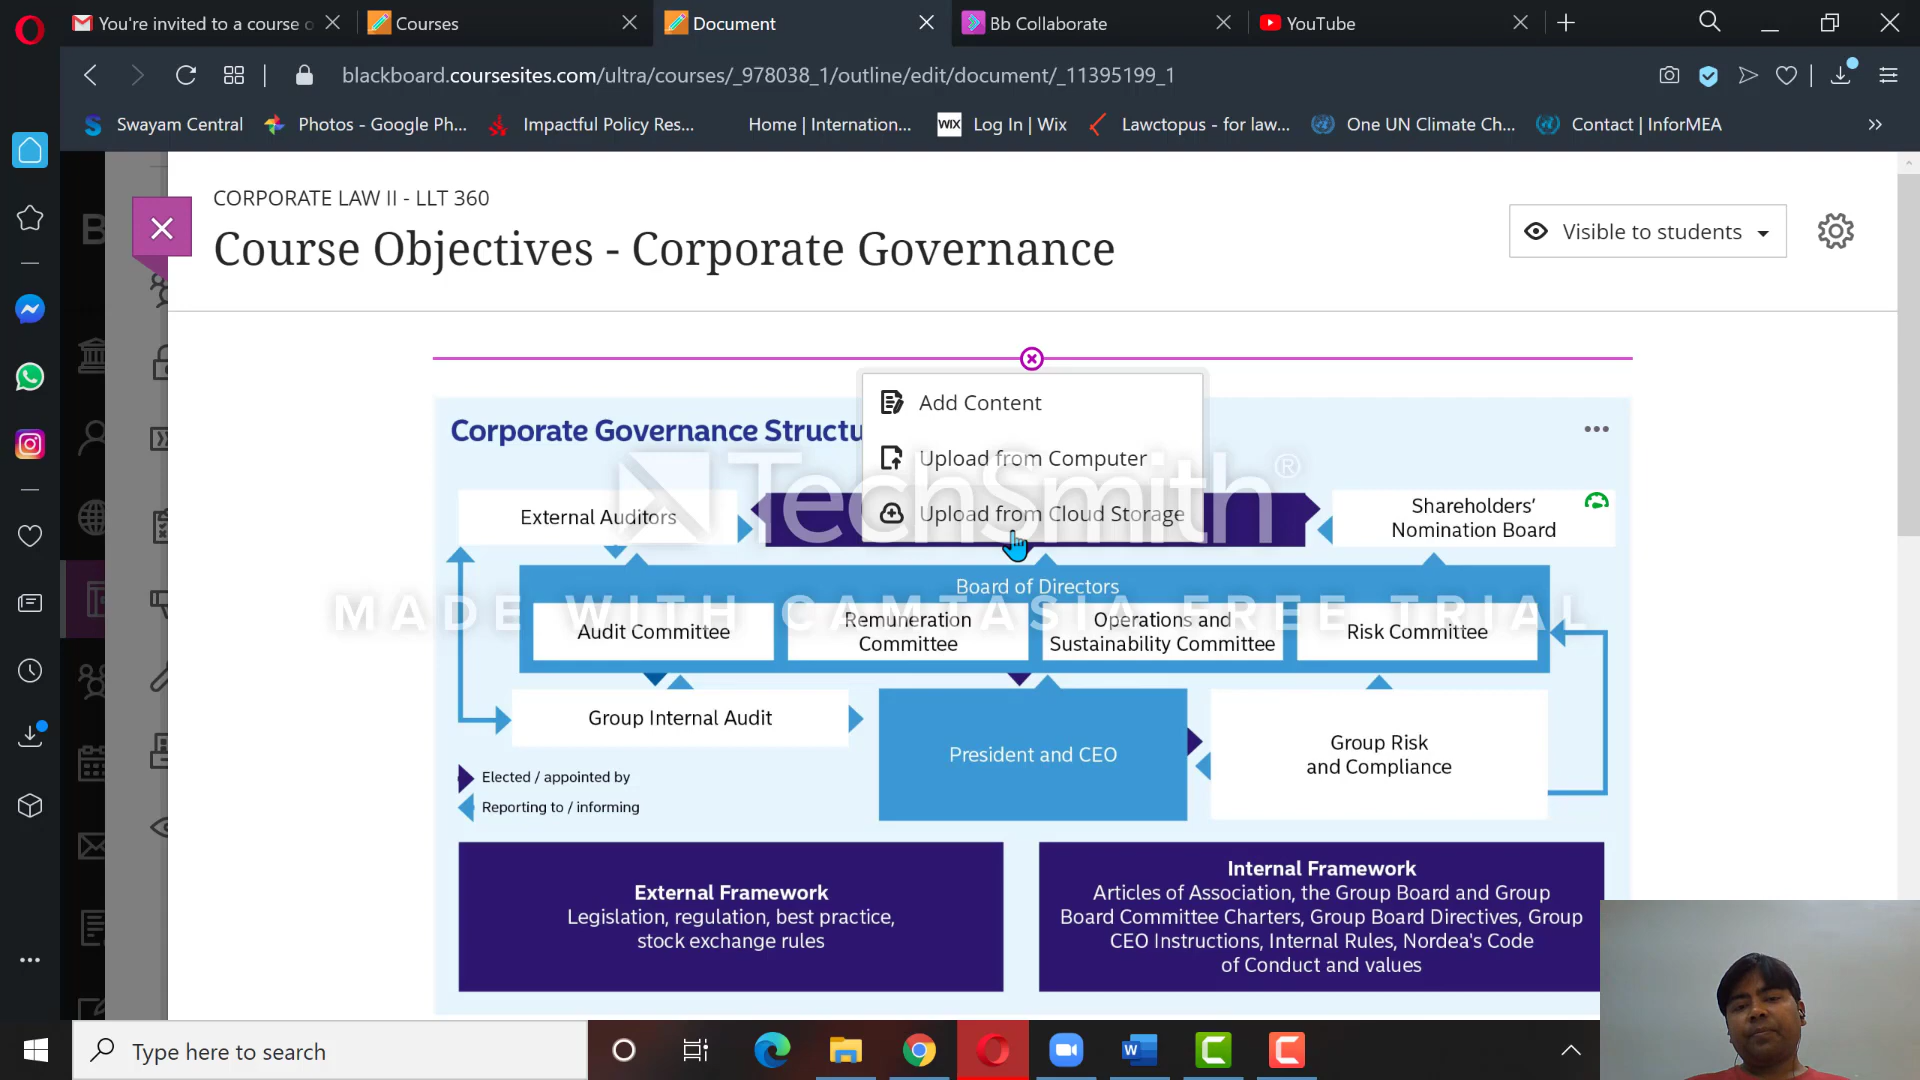 You're invited to a course o
Courses
Document
Bb Collaborate
YouTube
blackboard.coursesites.com/ultra/courses/_978038_1/outline/edit/document/_11395199_1
Swayam Central
Photos - Google Ph...
Impactful Policy Res...
Home | Internation...
WIX
Log In | Wix
Lawctopus - for law...
One UN Climate Ch...
Contact | InforMEA
B
CORPORATE LAW II - LLT 360
Course Objectives - Corporate Governance
Visible to students
Add Content
Upload from Computer
Upload from Cloud Storage
Corporate Governance Structu
TechSmith®
MADE WITH CAMTASIA FREE TRIAL
External Auditors
Shareholders’
Nomination Board
Board of Directors
Audit Committee
Remuneration
Committee
Operations and
Sustainability Committee
Risk Committee
Group Internal Audit
President and CEO
Group Risk
and Compliance
Elected / appointed by
Reporting to / informing
External Framework
Legislation, regulation, best practice,
stock exchange rules
Internal Framework
Articles of Association, the Group Board and Group
Board Committee Charters, Group Board Directives, Group
CEO Instructions, Internal Rules, Nordea's Code
of Conduct and values
Type here to search